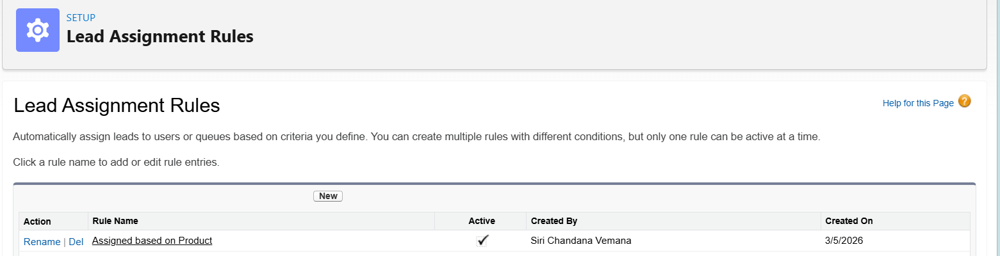 SETUP
Lead Assignment Rules
Lead Assignment Rules
Help for this Page ?
Automatically assign leads to users or queues based on criteria you define. You can create multiple rules with different conditions, but only one rule can be active at a time.
Click a rule name to add or edit rule entries.
New
Action Rule Name Active Created By Created On
Rename | Del Assigned based on Product Siri Chandana Vemana 3/5/2026